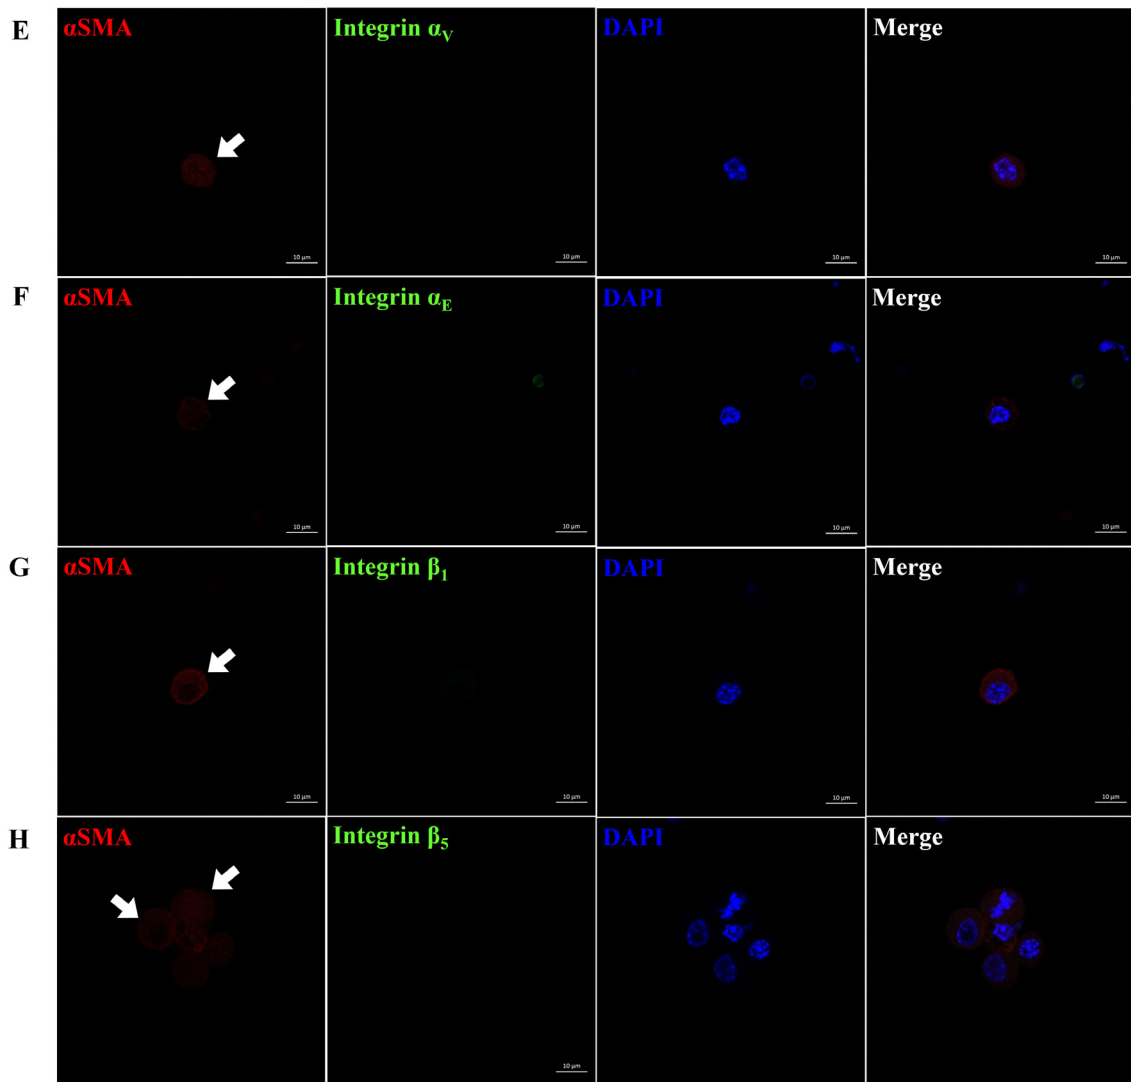 E αSMA Integrin αV DAPI Merge
10 μm 10 μm 10 μm 10 μm
F αSMA Integrin αE DAPI Merge
10 μm 10 μm 10 μm 10 μm
G αSMA Integrin β1 DAPI Merge
10 μm 10 μm 10 μm 10 μm
H αSMA Integrin β5 DAPI Merge
10 μm